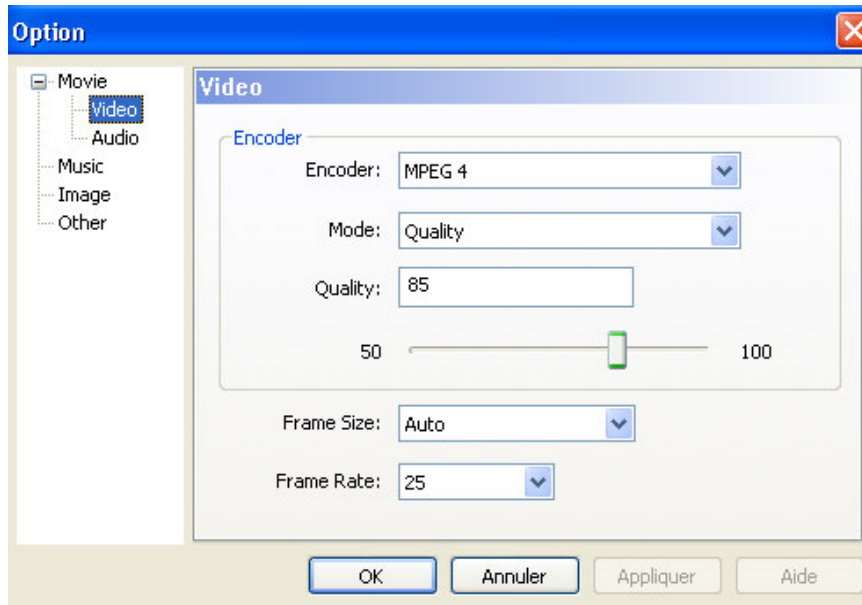 Option
Movie
Video
Audio
Music
Image
Other
Video
Encoder
Encoder: MPEG 4
Mode: Quality
Quality: 85
50 100
Frame Size: Auto
Frame Rate: 25
OK Annuler Appliquer Aide